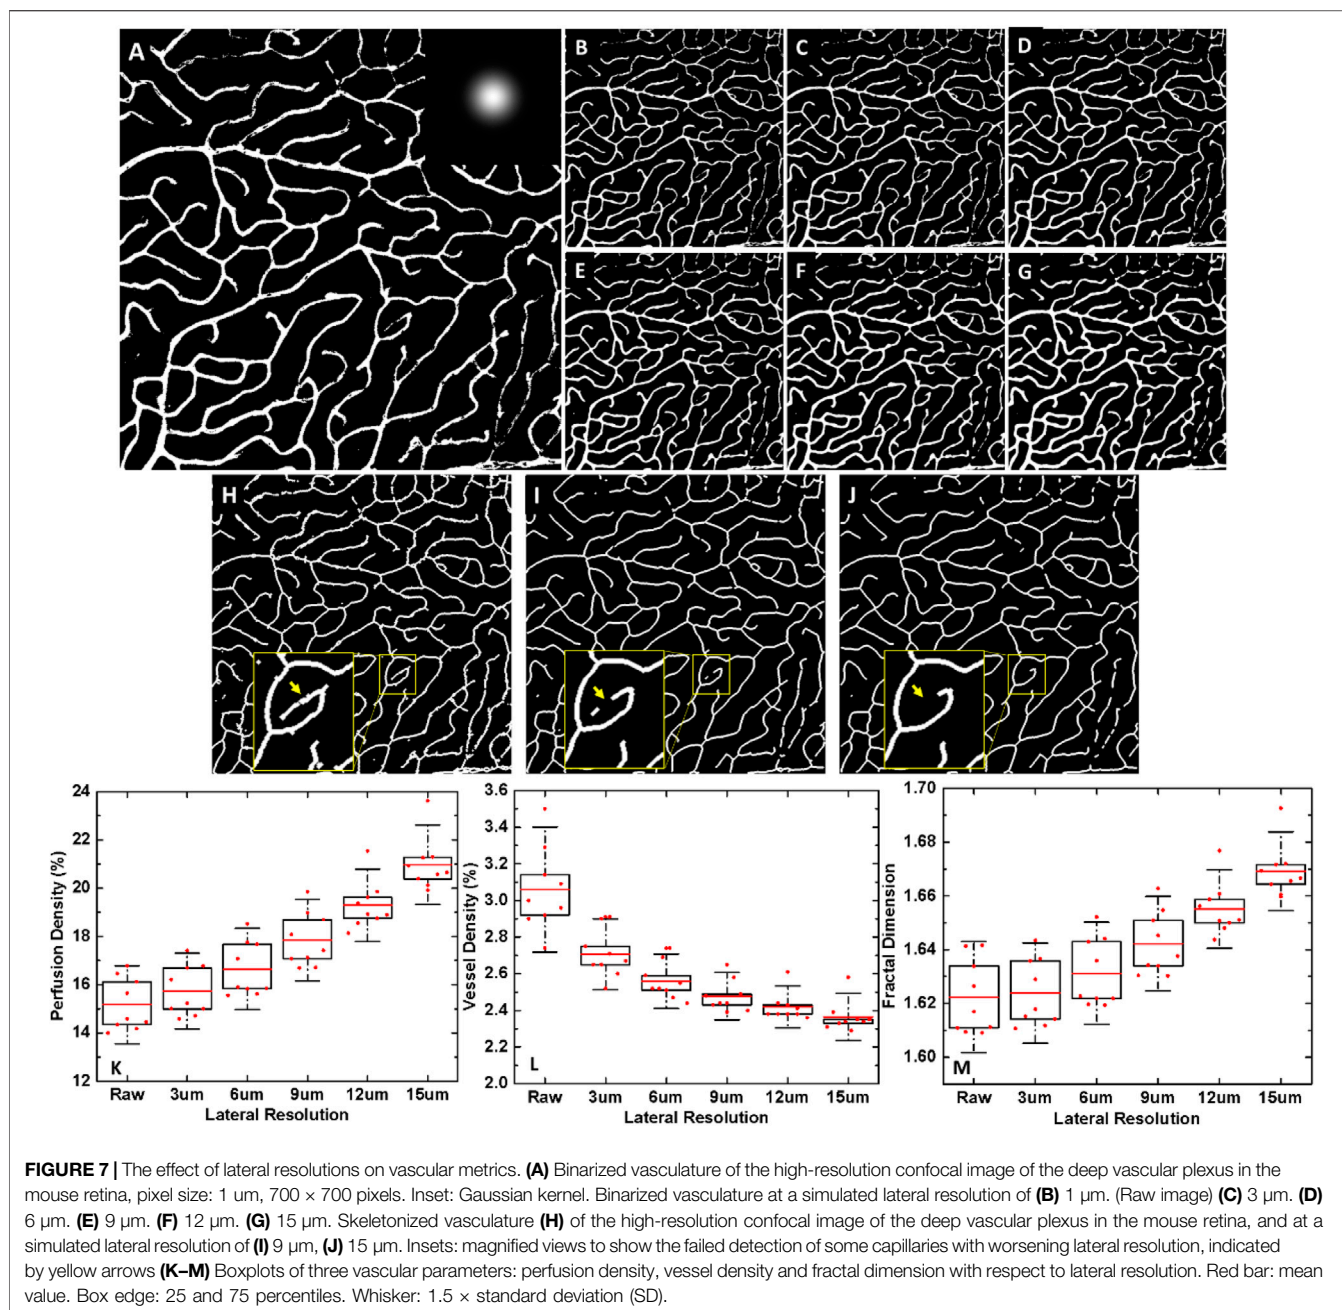 A
B
C
D
E
F
G
H
I
J
24
22
20
18
16
14
12
Perfusion Density (%)
K
Raw 3um 6um 9um 12um 15um
Lateral Resolution
3.6
3.4
3.2
3.0
2.8
2.6
2.4
2.2
2.0
Vessel Density (%)
L
Raw 3um 6um 9um 12um 15um
Lateral Resolution
1.70
1.68
1.66
1.64
1.62
1.60
Fractal Dimension
M
Raw 3um 6um 9um 12um 15um
Lateral Resolution
FIGURE 7 | The effect of lateral resolutions on vascular metrics. (A) Binarized vasculature of the high-resolution confocal image of the deep vascular plexus in the
mouse retina, pixel size: 1 um, 700 × 700 pixels. Inset: Gaussian kernel. Binarized vasculature at a simulated lateral resolution of (B) 1 μm. (Raw image) (C) 3 μm. (D)
6 μm. (E) 9 μm. (F) 12 μm. (G) 15 μm. Skeletonized vasculature (H) of the high-resolution confocal image of the deep vascular plexus in the mouse retina, and at a
simulated lateral resolution of (I) 9 μm, (J) 15 μm. Insets: magnified views to show the failed detection of some capillaries with worsening lateral resolution, indicated
by yellow arrows (K–M) Boxplots of three vascular parameters: perfusion density, vessel density and fractal dimension with respect to lateral resolution. Red bar: mean
value. Box edge: 25 and 75 percentiles. Whisker: 1.5 × standard deviation (SD).